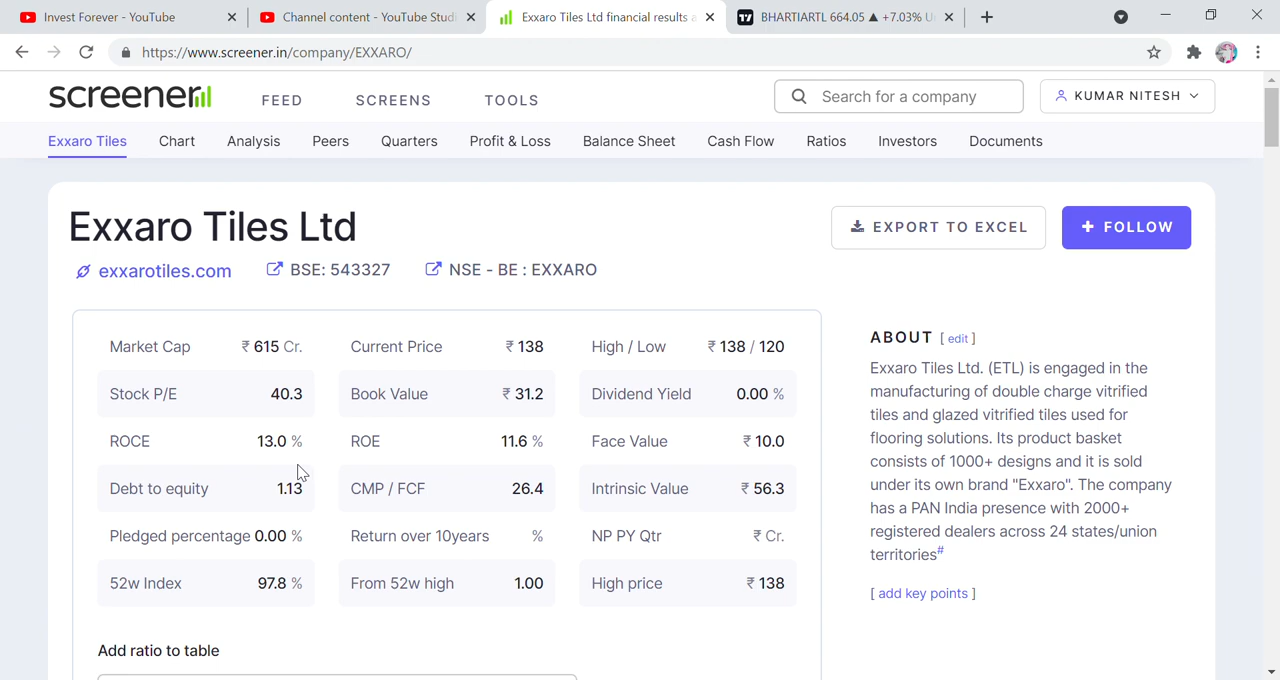 Invest Forever - YouTube
Channel content - YouTube Studi
Exxaro Tiles Ltd financial results a
BHARTIARTL 664.05 ▲ +7.03% U
https://www.screener.in/company/EXXARO/
screener
FEED SCREENS TOOLS
Search for a company
KUMAR NITESH
Exxaro Tiles Chart Analysis Peers Quarters Profit & Loss Balance Sheet Cash Flow Ratios Investors Documents
Exxaro Tiles Ltd
EXPORT TO EXCEL
+ FOLLOW
exxarotiles.com BSE: 543327 NSE - BE : EXXARO
Market Cap ₹ 615 Cr. Current Price ₹ 138 High / Low ₹ 138 / 120
Stock P/E 40.3 Book Value ₹ 31.2 Dividend Yield 0.00 %
ROCE 13.0 % ROE 11.6 % Face Value ₹ 10.0
Debt to equity 1.13 CMP / FCF 26.4 Intrinsic Value ₹ 56.3
Pledged percentage 0.00 % Return over 10years % NP PY Qtr ₹ Cr.
52w Index 97.8 % From 52w high 1.00 High price ₹ 138
Add ratio to table
ABOUT [ edit ]
Exxaro Tiles Ltd. (ETL) is engaged in the
manufacturing of double charge vitrified
tiles and glazed vitrified tiles used for
flooring solutions. Its product basket
consists of 1000+ designs and it is sold
under its own brand "Exxaro". The company
has a PAN India presence with 2000+
registered dealers across 24 states/union
territories#
[ add key points ]